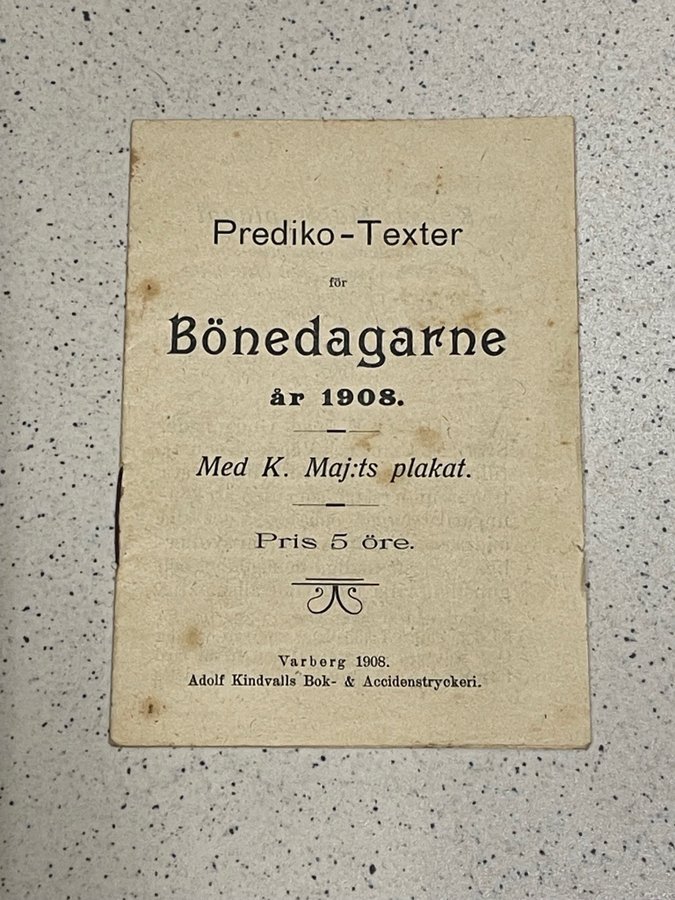 Prediko-Texter
för
Bönedagarne
år 1908.
Med K. Maj:ts plakat.
Pris 5 öre.
Varberg 1908.
Adolf Kindvalls Bok- & Accidenstryckeri.